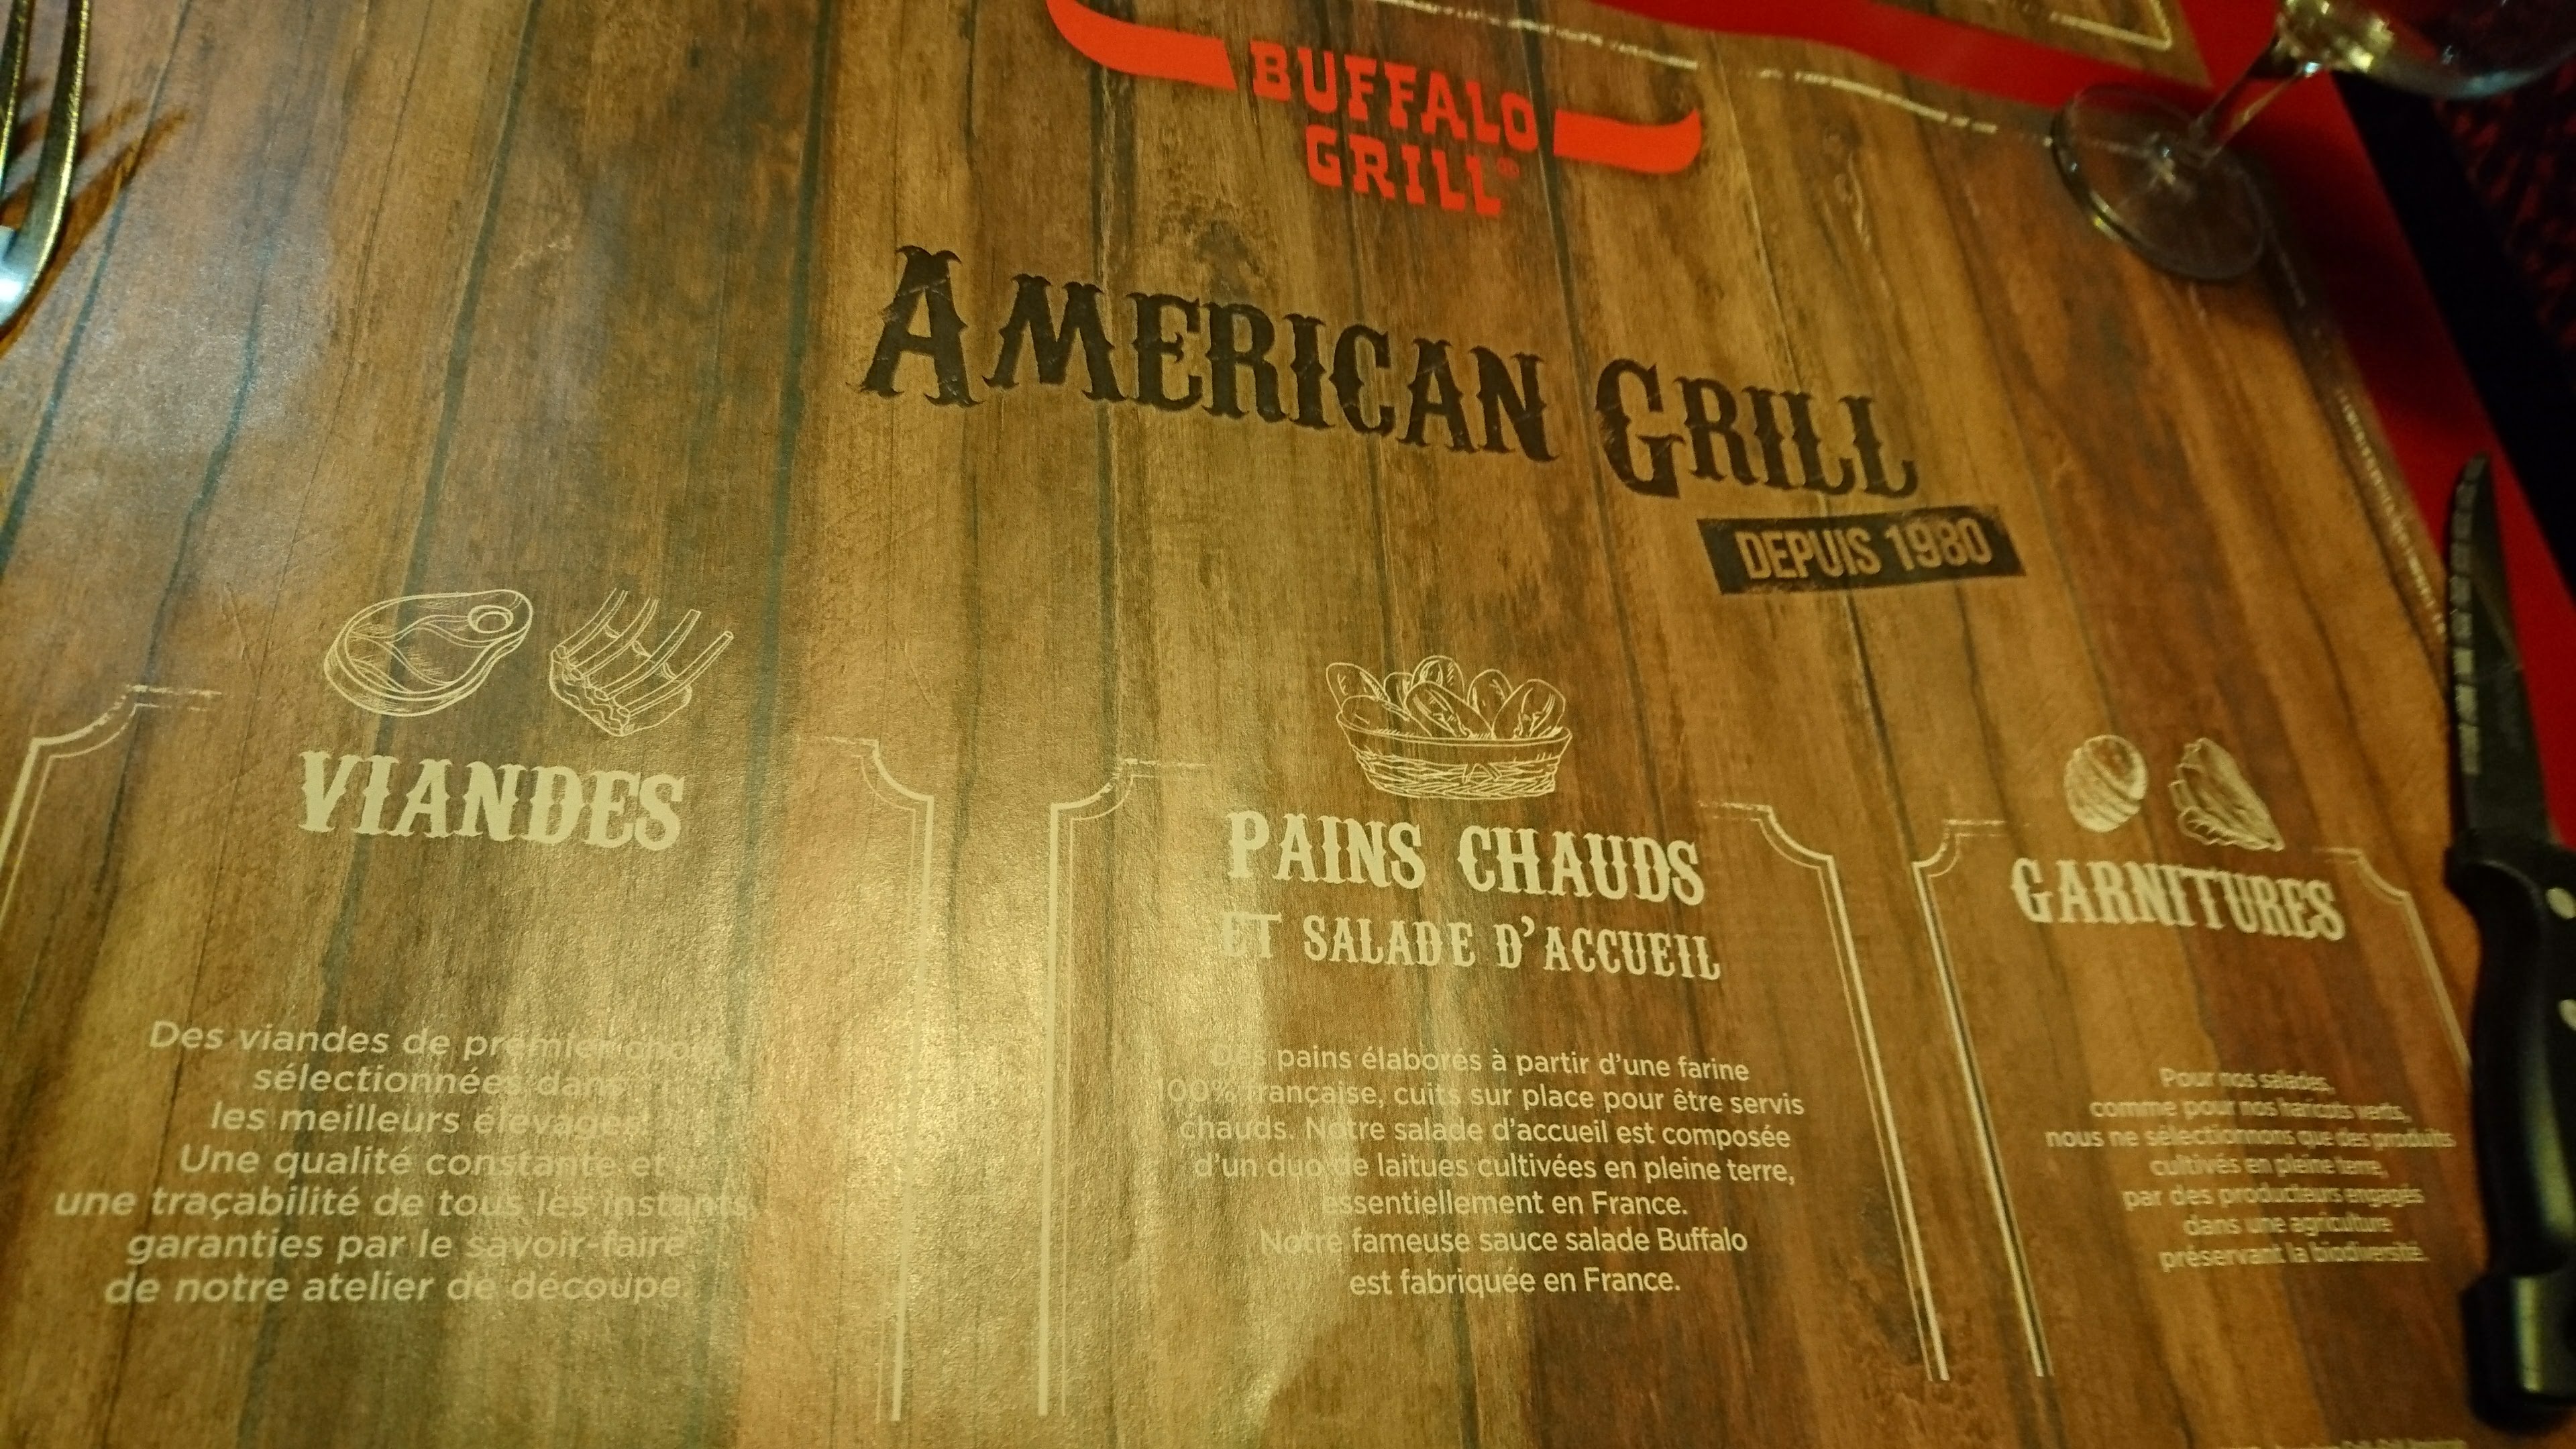 BUFFALO
GRILL
AMERICAN GRILL
DEPUIS 1980
VIANDES
Des viandes de premier choix,
sélectionnées dans
les meilleurs élevages.
Une qualité constante et
une traçabilité de tous les instants,
garanties par le savoir-faire
de notre atelier de découpe.
PAINS CHAUDS
ET SALADE D'ACCUEIL
Des pains élaborés à partir d'une farine
100% française, cuits sur place pour être servis
chauds. Notre salade d'accueil est composée
d'un duo de laitues cultivées en pleine terre,
essentiellement en France.
Notre fameuse sauce salade Buffalo
est fabriquée en France.
GARNITURES
Pour nos salades,
comme pour nos haricots verts,
nous ne sélectionnons que des produits
cultivés en pleine terre,
par des producteurs engagés
dans une agriculture
préservant la biodiversité.